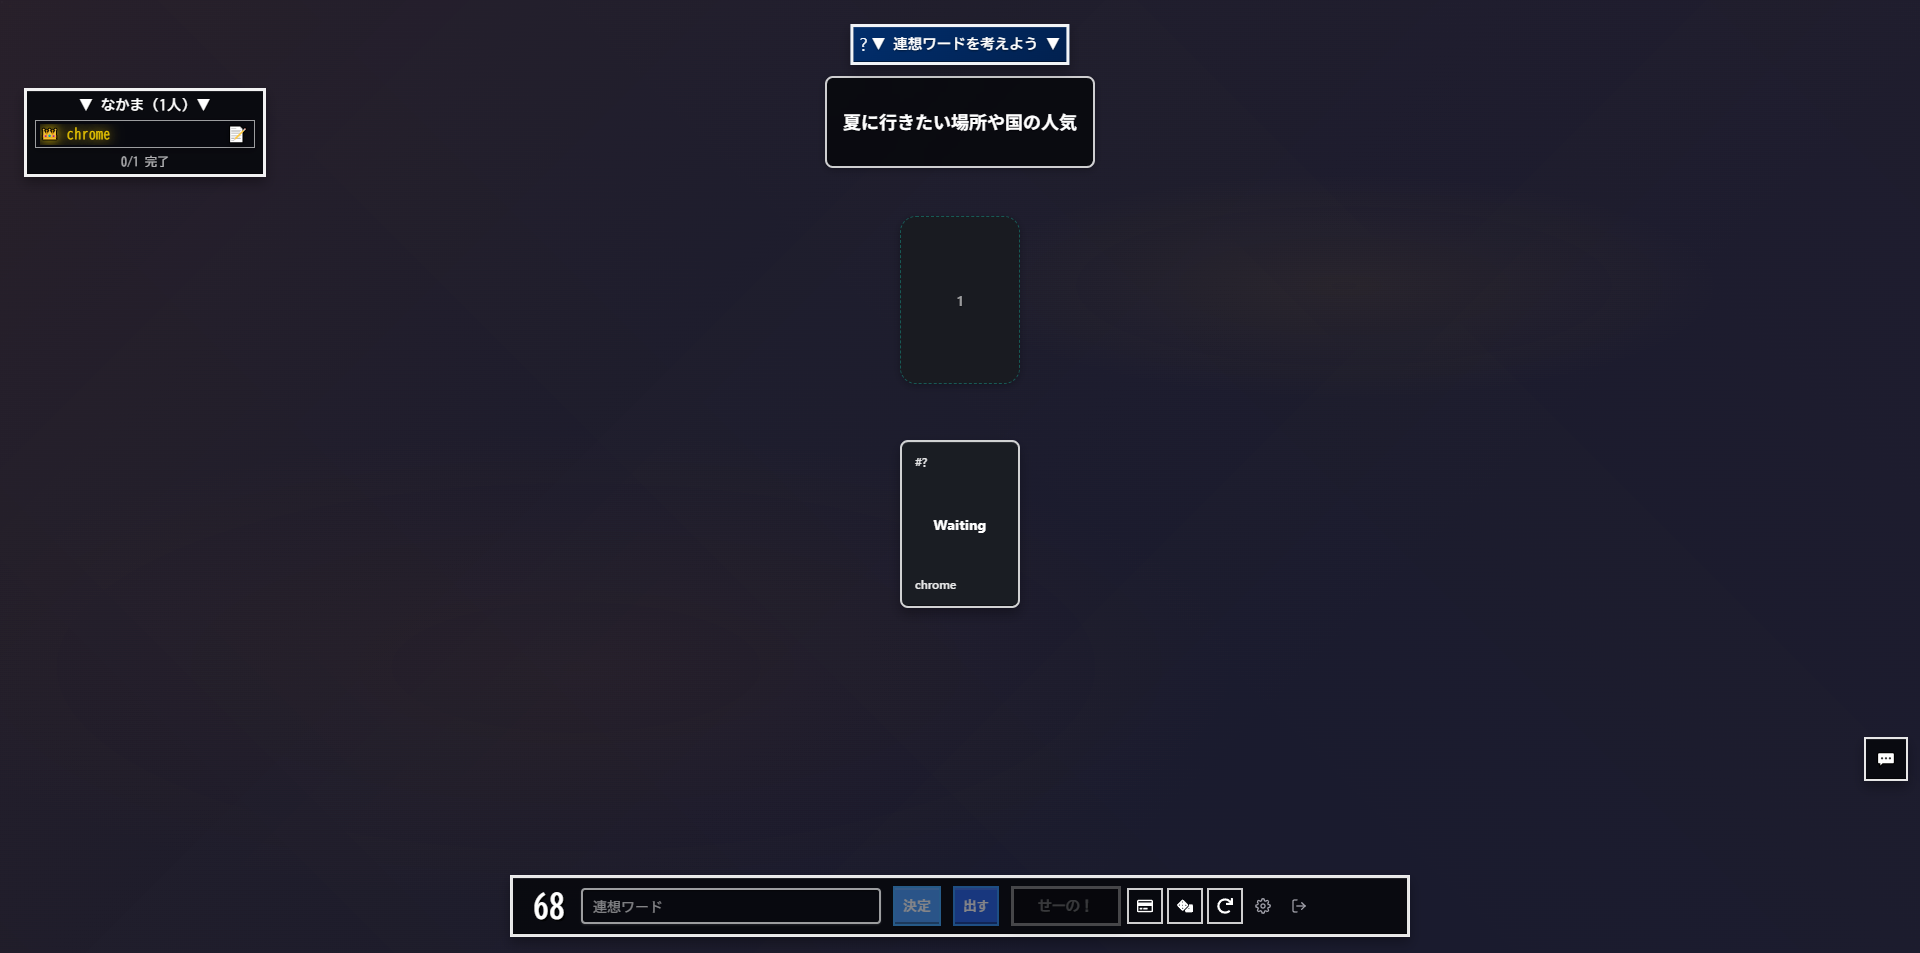 ? ▼ 連想ワードを考えよう ▼
夏に行きたい場所や国の人気
▼ なかま（1人）▼
chrome
0/1 完了
1
#?
Waiting
chrome
68 連想ワード 決定 出す せーの！